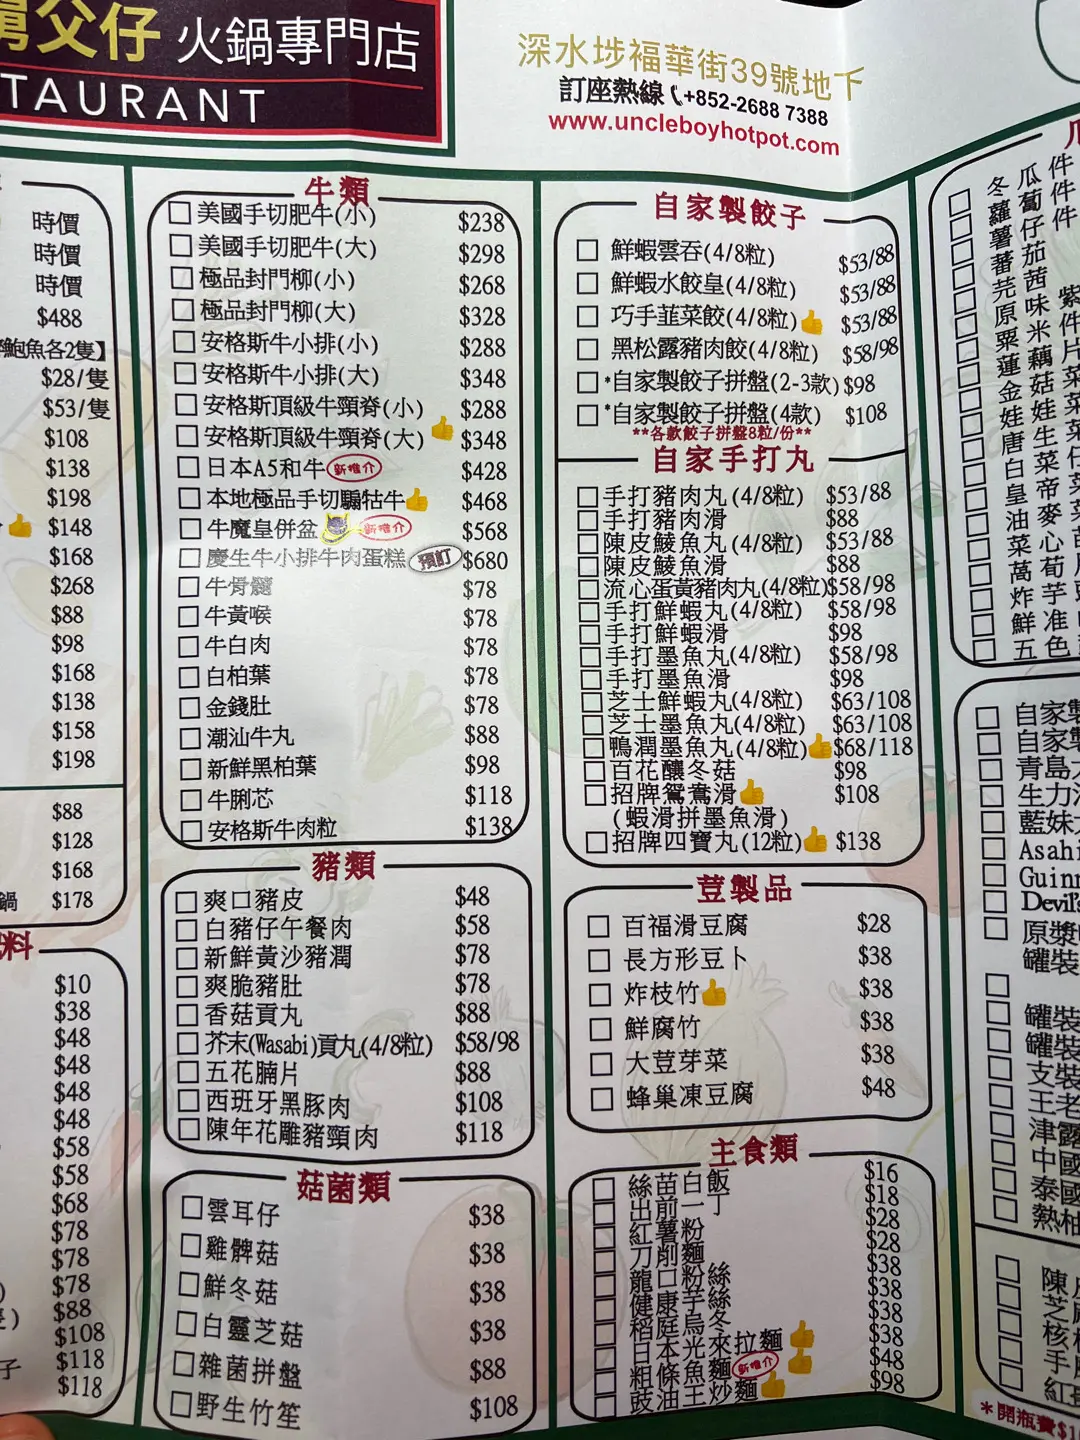 舅父仔 火鍋專門店
TAURANT
深水埗福華街39號地下
訂座熱線 +852-2688 7388
www.uncleboyhotpot.com
時價
時價
時價
$488
鮑魚各2隻】
$28/隻
$53/隻
$108
$138
$198
$148
$168
$268
$88
$98
$168
$138
$158
$198
$88
$128
$168
鍋 $178
菜
$10
$38
$48
$48
$48
$48
$58
$58
$68
$78
$78
$78
$88
$108
子 $118
$118
牛類
美國手切肥牛(小) $238
美國手切肥牛(大) $298
極品封門柳(小) $268
極品封門柳(大) $328
安格斯牛小排(小) $288
安格斯牛小排(大) $348
安格斯頂級牛頸脊(小) $288
安格斯頂級牛頸脊(大) $348
日本A5和牛 新推介 $428
本地極品手切騸牯牛 $468
牛魔皇併盆 新推介 $568
慶生牛小排牛肉蛋糕 預訂 $680
牛骨髓 $78
牛黃喉 $78
牛白肉 $78
白柏葉 $78
金錢肚 $78
潮汕牛丸 $88
新鮮黑柏葉 $98
牛脷芯 $118
安格斯牛肉粒 $138
豬類
爽口豬皮 $48
白豬仔午餐肉 $58
新鮮黃沙豬潤 $78
爽脆豬肚 $78
香菇貢丸 $88
芥末(Wasabi)貢丸(4/8粒) $58/98
五花腩片 $88
西班牙黑豚肉 $108
陳年花雕豬頸肉 $118
菇菌類
雲耳仔 $38
雞髀菇 $38
鮮冬菇 $38
白靈芝菇 $38
雜菌拼盤 $88
野生竹笙 $108
自家製餃子
鮮蝦雲吞(4/8粒) $53/88
鮮蝦水餃皇(4/8粒) $53/88
巧手韮菜餃(4/8粒) $53/88
黑松露豬肉餃(4/8粒) $58/98
*自家製餃子拼盤(2-3款) $98
*自家製餃子拼盤(4款) $108
**各款餃子拼盤8粒/份**
自家手打丸
手打豬肉丸(4/8粒) $53/88
手打豬肉滑 $88
陳皮鯪魚丸(4/8粒) $53/88
陳皮鯪魚滑 $88
流心蛋黃豬肉丸(4/8粒) $58/98
手打鮮蝦丸(4/8粒) $58/98
手打鮮蝦滑 $98
手打墨魚丸(4/8粒) $58/98
手打墨魚滑 $98
芝士鮮蝦丸(4/8粒) $63/108
芝士墨魚丸(4/8粒) $63/108
鴨潤墨魚丸(4/8粒) $68/118
百花釀冬菇 $98
招牌鴛鴦滑 $108
(蝦滑拼墨魚滑)
招牌四寶丸(12粒) $138
荳製品
百福滑豆腐 $28
長方形豆卜 $38
炸枝竹 $38
鮮腐竹 $38
大荳芽菜 $38
蜂巢凍豆腐 $48
主食類
絲苗白飯 $16
出前一丁 $18
紅薯粉 $28
刀削麵 $28
龍口粉絲 $38
健康芋絲 $38
稻庭烏冬 $38
日本光來拉麵 $38
粗條魚麵 新推介 $48
豉油王炒麵 $98
瓜
冬瓜件
蘿蔔件
薯仔件
蕃茄
芫茜
原味紫
粟米件
蓮藕片
金菇菜
娃娃菜
唐生菜
白菜仔
皇帝菜
油麥菜
菜心
萬荀
炸芋
鮮准
五色
自家製
自家製
青島
生力
藍妹
Asahi
Guinn
Devil's
原漿
罐裝
罐裝
罐裝
支裝
王老
津露
中國
泰國
熱柚
陳皮
芝麻
核桃
手
紅
*開瓶費$1